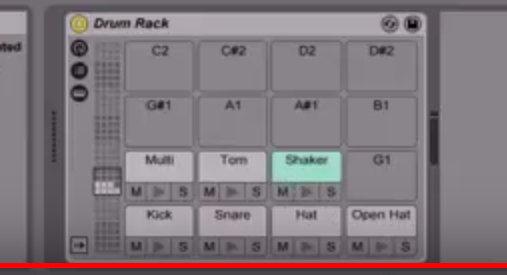 ated
Drum Rack
C2 C#2 D2 D#2
G#1 A1 A#1 B1
Multi Tom Shaker G1
M S M S M S
Kick Snare Hat Open Hat
M S M S M S M S